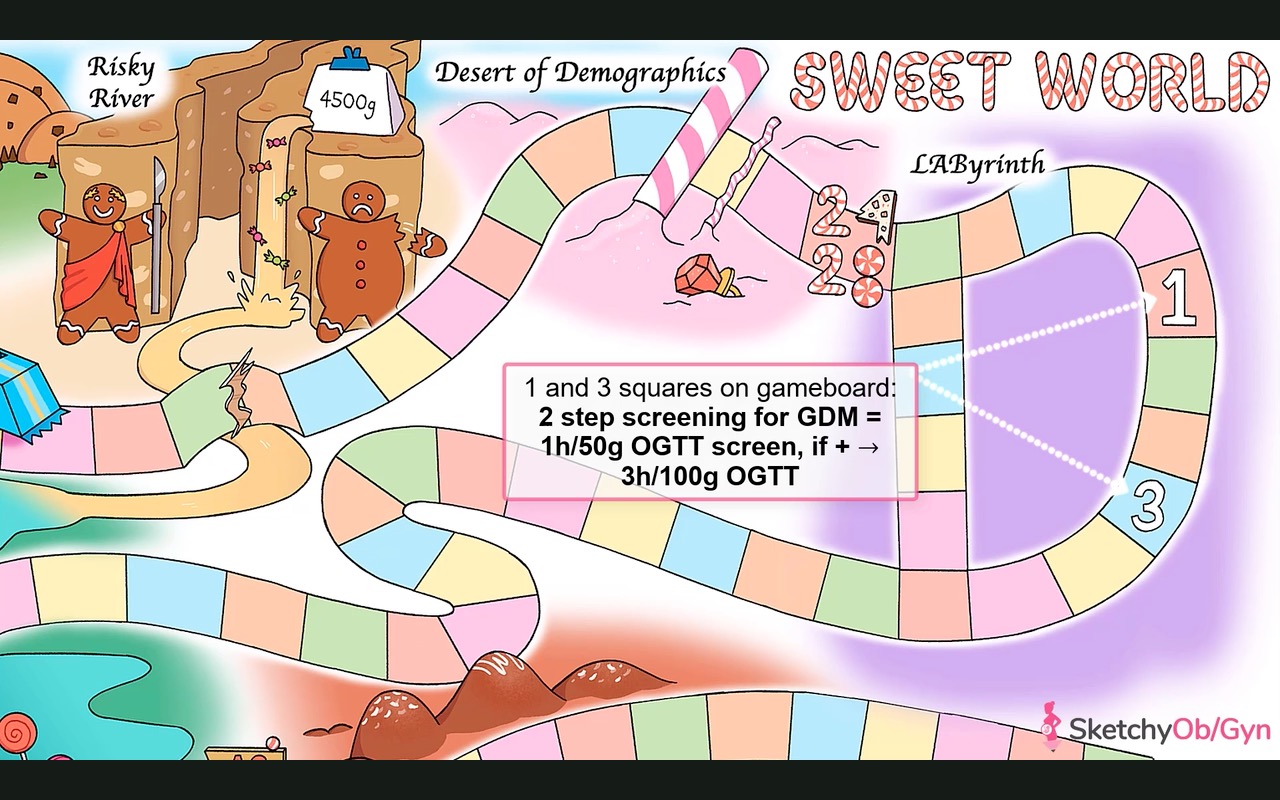 Risky
River
4500g
Desert of Demographics
SWEET WORLD
LAByrinth
24
28
1
3
1 and 3 squares on gameboard:
2 step screening for GDM =
1h/50g OGTT screen, if + →
3h/100g OGTT
SketchyOb/Gyn